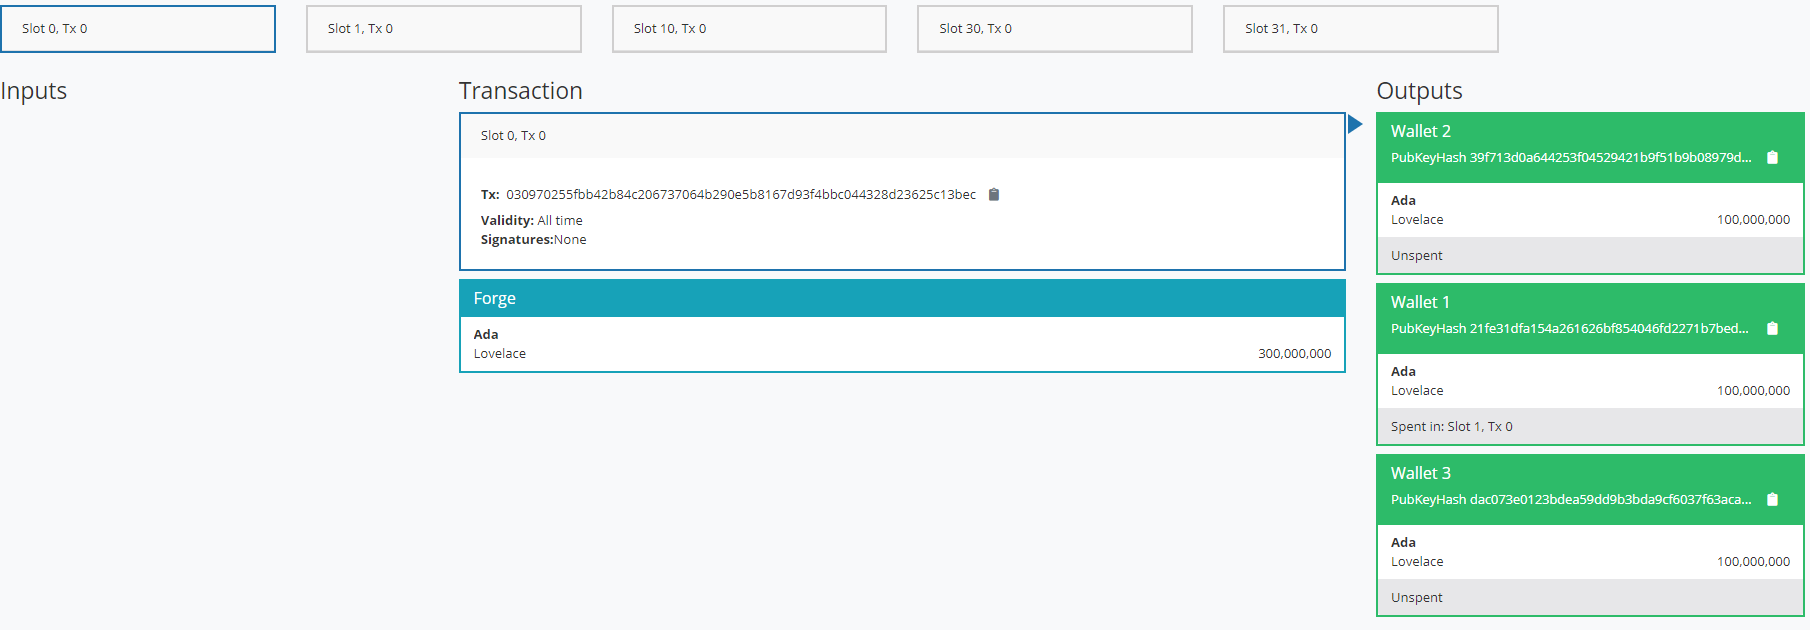 Slot 0, Tx 0
Slot 1, Tx 0
Slot 10, Tx 0
Slot 30, Tx 0
Slot 31, Tx 0
Inputs
Transaction
Slot 0, Tx 0
Tx: 030970255fbb42b84c206737064b290e5b8167d93f4bbc044328d23625c13bec
Validity: All time
Signatures:None
Forge
Ada
Lovelace 300,000,000
Outputs
Wallet 2
PubKeyHash 39f713d0a644253f04529421b9f51b9b08979d...
Ada
Lovelace 100,000,000
Unspent
Wallet 1
PubKeyHash 21fe31dfa154a261626bf854046fd2271b7bed...
Ada
Lovelace 100,000,000
Spent in: Slot 1, Tx 0
Wallet 3
PubKeyHash dac073e0123bdea59dd9b3bda9cf6037f63aca...
Ada
Lovelace 100,000,000
Unspent